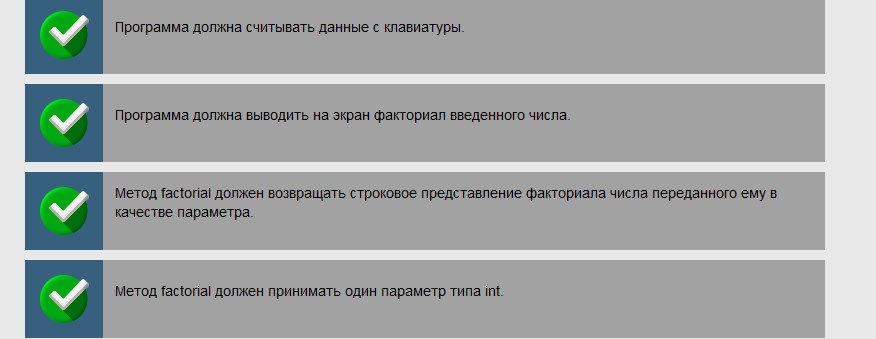 Программа должна считывать данные с клавиатуры.
Программа должна выводить на экран факториал введенного числа.
Метод factorial должен возвращать строковое представление факториала числа переданного ему в
качестве параметра.
Метод factorial должен принимать один параметр типа int.